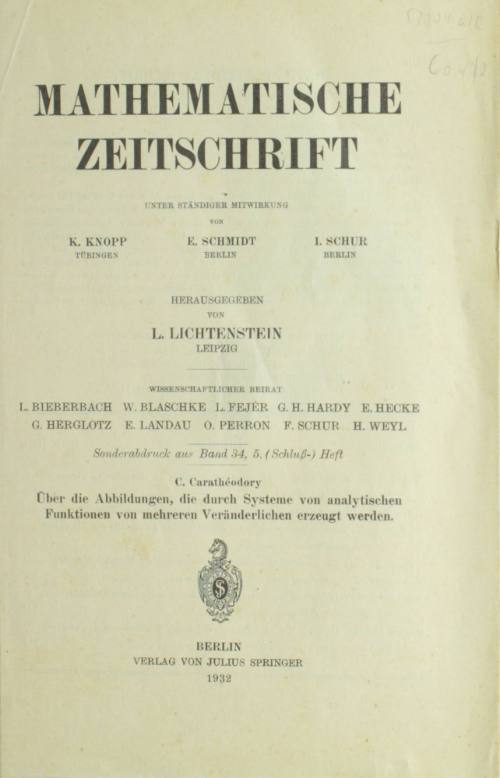 MATHEMATISCHE
ZEITSCHRIFT
UNTER STÄNDIGER MITWIRKUNG
VON
K. KNOPP E. SCHMIDT I. SCHUR
TÜBINGEN BERLIN BERLIN
HERAUSGEGEBEN
VON
L. LICHTENSTEIN
LEIPZIG
WISSENSCHAFTLICHER BEIRAT
L. BIEBERBACH W. BLASCHKE L. FEJÉR G. H. HARDY E. HECKE
G. HERGLOTZ E. LANDAU O. PERRON F. SCHUR H. WEYL
Sonderabdruck aus Band 34, 5. (Schluß-) Heft
C. Carathéodory
Über die Abbildungen, die durch Systeme von analytischen
Funktionen von mehreren Veränderlichen erzeugt werden.
BERLIN
VERLAG VON JULIUS SPRINGER
1932